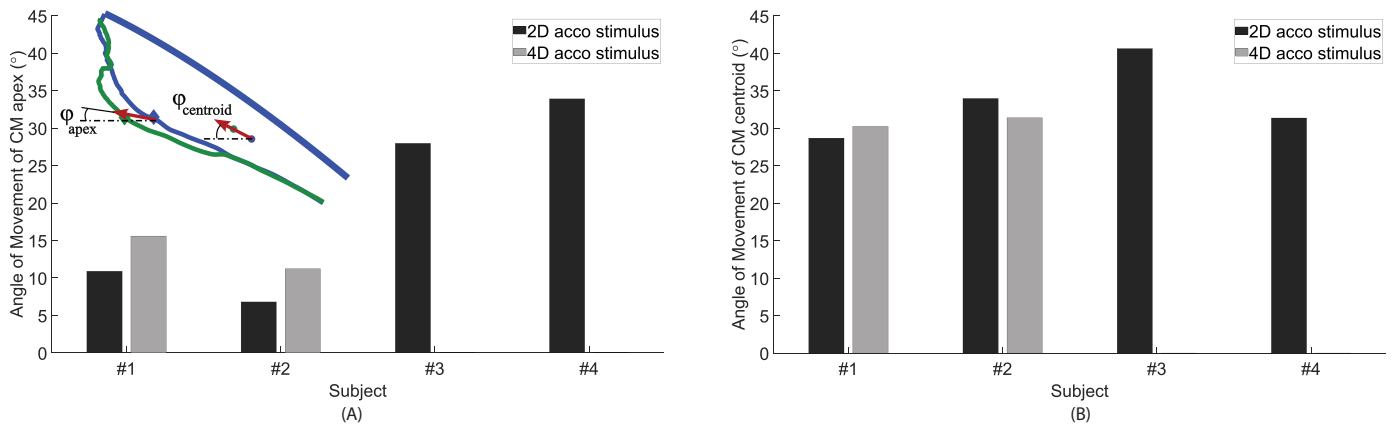 Angle of Movement of CM apex (°)
45
40
35
30
25
20
15
10
5
0
φapex
φcentroid
2D acco stimulus
4D acco stimulus
#1 #2 #3 #4
Subject
(A)
Angle of Movement of CM centroid (°)
45
40
35
30
25
20
15
10
5
0
2D acco stimulus
4D acco stimulus
#1 #2 #3 #4
Subject
(B)